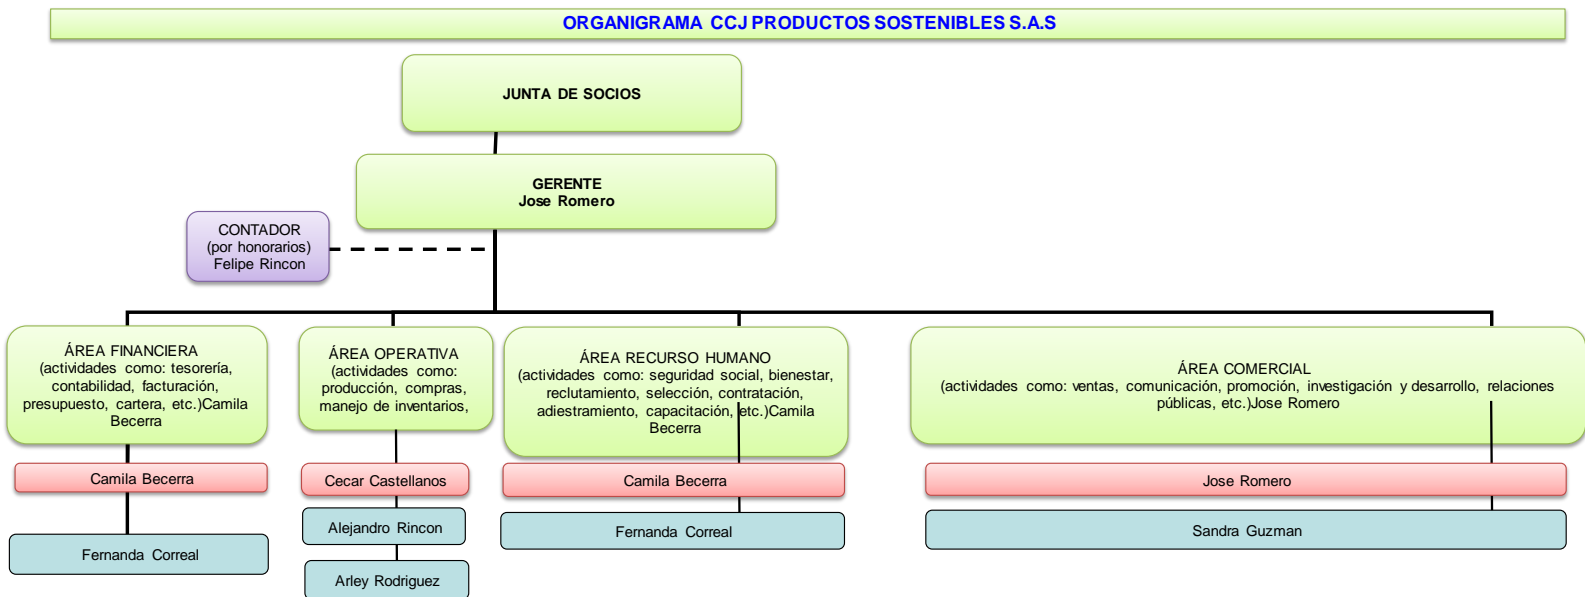 ORGANIGRAMA CCJ PRODUCTOS SOSTENIBLES S.A.S
JUNTA DE SOCIOS
GERENTE
Jose Romero
CONTADOR
(por honorarios)
Felipe Rincon
ÁREA FINANCIERA
(actividades como: tesorería,
contabilidad, facturación,
presupuesto, cartera, etc.)Camila
Becerra
ÁREA OPERATIVA
(actividades como:
producción, compras,
manejo de inventarios,
ÁREA RECURSO HUMANO
(actividades como: seguridad social, bienestar,
reclutamiento, selección, contratación,
adiestramiento, capacitación, etc.)Camila
Becerra
ÁREA COMERCIAL
(actividades como: ventas, comunicación, promoción, investigación y desarrollo, relaciones
públicas, etc.)Jose Romero
Camila Becerra
Cecar Castellanos
Camila Becerra
Jose Romero
Fernanda Correal
Alejandro Rincon
Fernanda Correal
Sandra Guzman
Arley Rodriguez